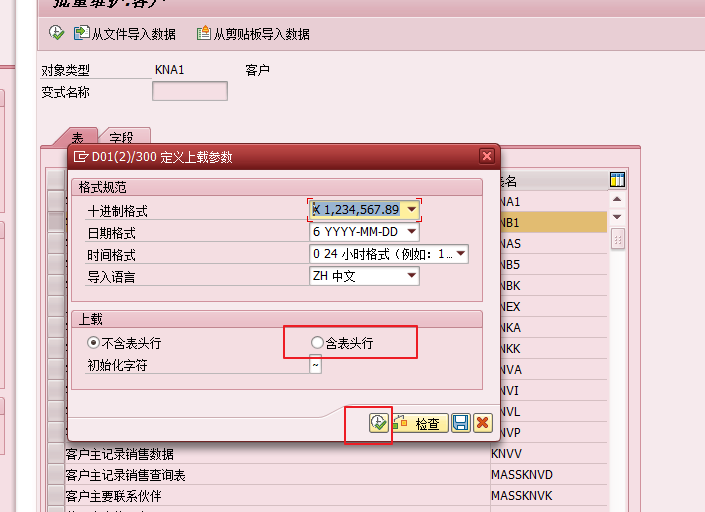 批量维护:客户
从文件导入数据 从剪贴板导入数据
对象类型 KNA1 客户
变式名称
表 字段
D01(2)/300 定义上载参数
格式规范
十进制格式 X 1,234,567.89
日期格式 6 YYYY-MM-DD
时间格式 0 24 小时格式（例如：1...
导入语言 ZH 中文
上载
不含表头行 含表头行
初始化字符 ~
检查
表名
KNA1
KNB1
KNAS
KNB5
KNBK
KNEX
KNKA
KNKK
KNVA
KNVI
KNVL
KNVP
客户主记录销售数据 KNVV
客户主记录销售查询表 MASSKNVD
客户主要联系伙伴 MASSKNVK